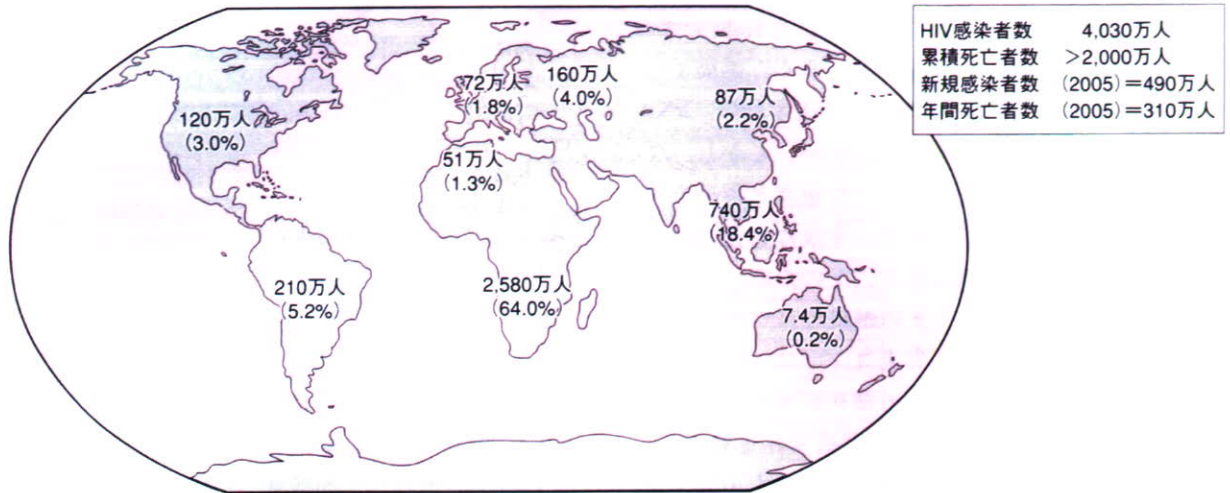 HIV感染者数 4,030万人
累積死亡者数 >2,000万人
新規感染者数 (2005)=490万人
年間死亡者数 (2005)=310万人
120万人
(3.0%)
72万人
(1.8%)
160万人
(4.0%)
87万人
(2.2%)
51万人
(1.3%)
740万人
(18.4%)
210万人
(5.2%)
2,580万人
(64.0%)
7.4万人
(0.2%)